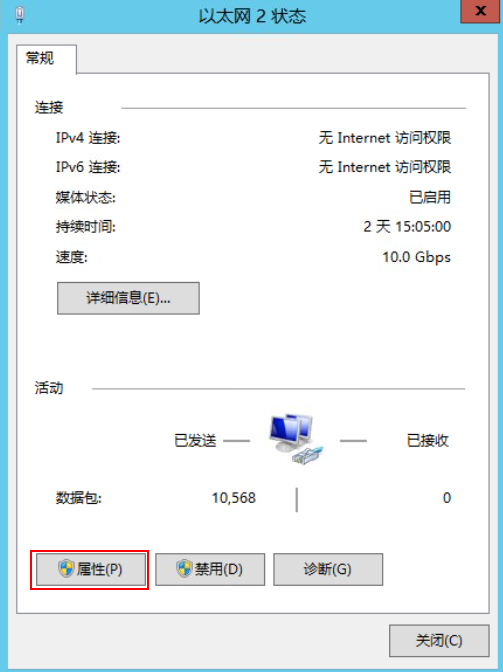 以太网 2 状态
x
常规
连接
IPv4 连接: 无 Internet 访问权限
IPv6 连接: 无 Internet 访问权限
媒体状态: 已启用
持续时间: 2 天 15:05:00
速度: 10.0 Gbps
详细信息(E)...
活动
已发送 已接收
数据包: 10,568 0
属性(P) 禁用(D) 诊断(G)
关闭(C)